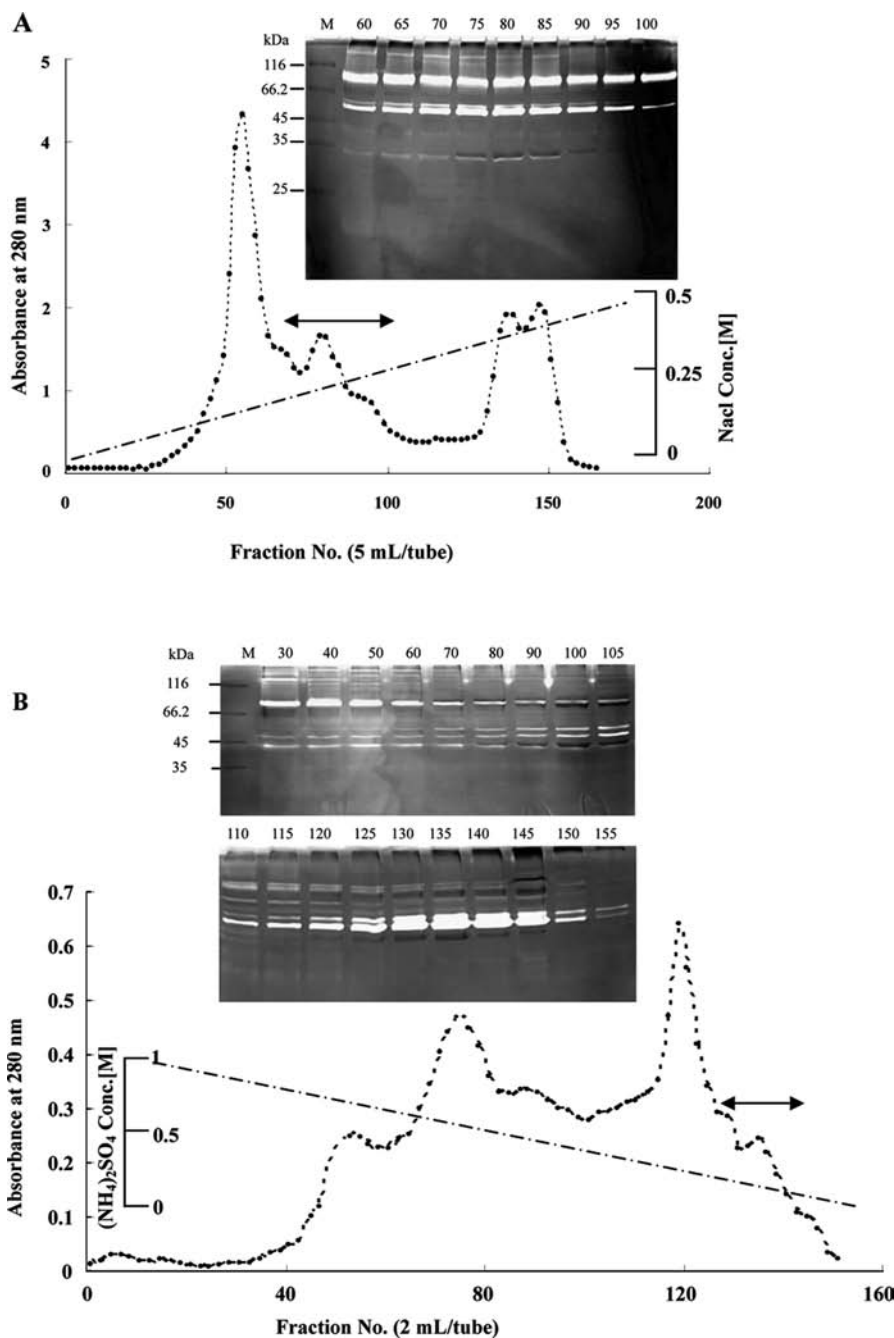 A
M 60 65 70 75 80 85 90 95 100
kDa
116
66.2
45
35
25
5
4
3
2
1
0
Absorbance at 280 nm
0.5
0.25
0
Nacl Conc.[M]
0 50 100 150 200
Fraction No. (5 mL/tube)
B
kDa M 30 40 50 60 70 80 90 100 105
116
66.2
45
35
110 115 120 125 130 135 140 145 150 155
0.7
0.6
0.5
0.4
0.3
0.2
0.1
0
Absorbance at 280 nm
1
0.5
0
(NH4)2SO4 Conc.[M]
0 40 80 120 160
Fraction No. (2 mL/tube)